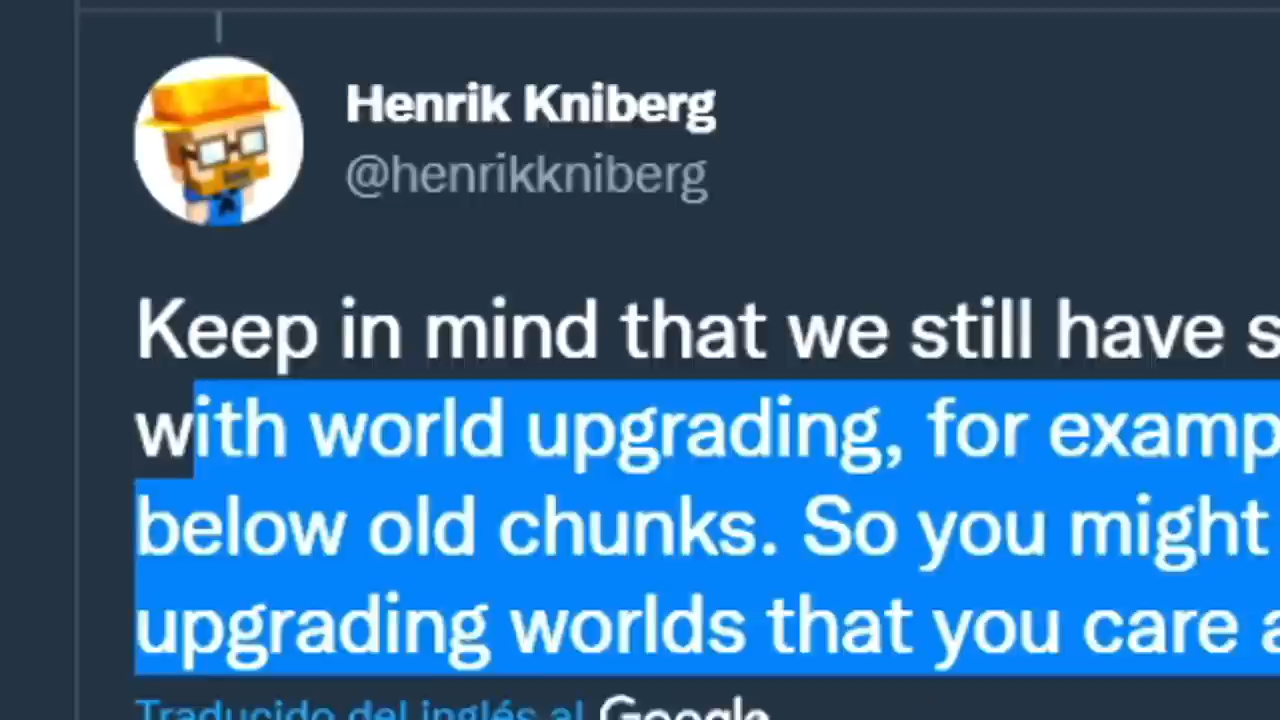 Henrik Kniberg
@henrikkniberg
Keep in mind that we still have s
with world upgrading, for examp
below old chunks. So you might
upgrading worlds that you care a
Traducido del inglés al Google